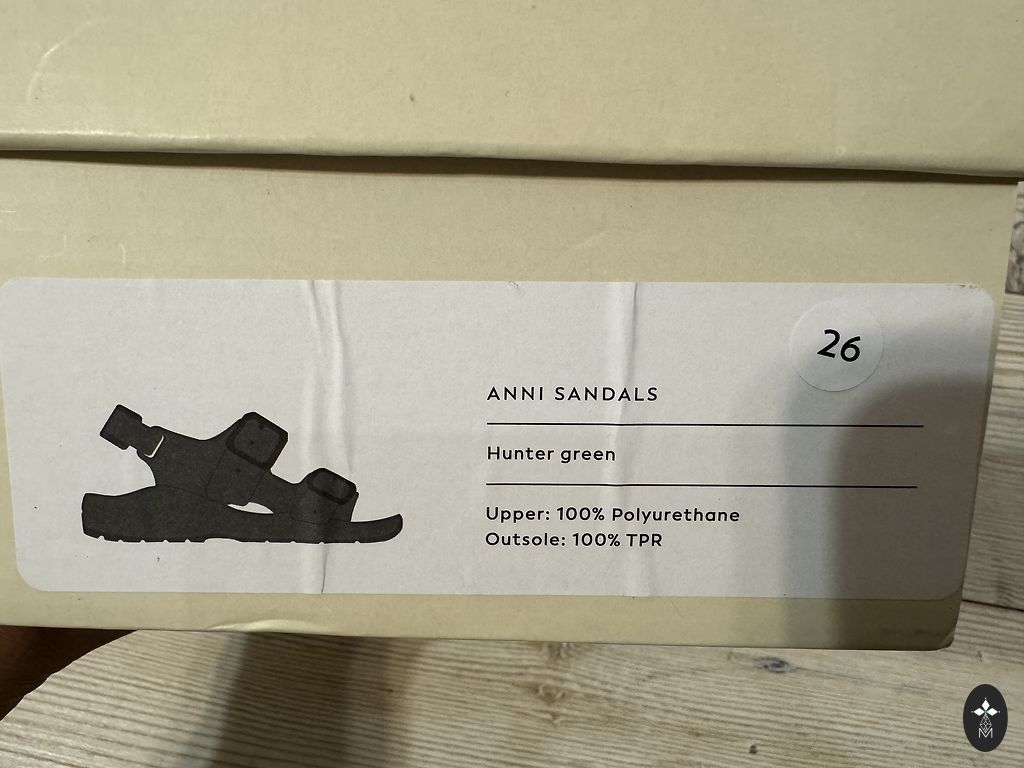 26
ANNI SANDALS
Hunter green
Upper: 100% Polyurethane
Outsole: 100% TPR
M